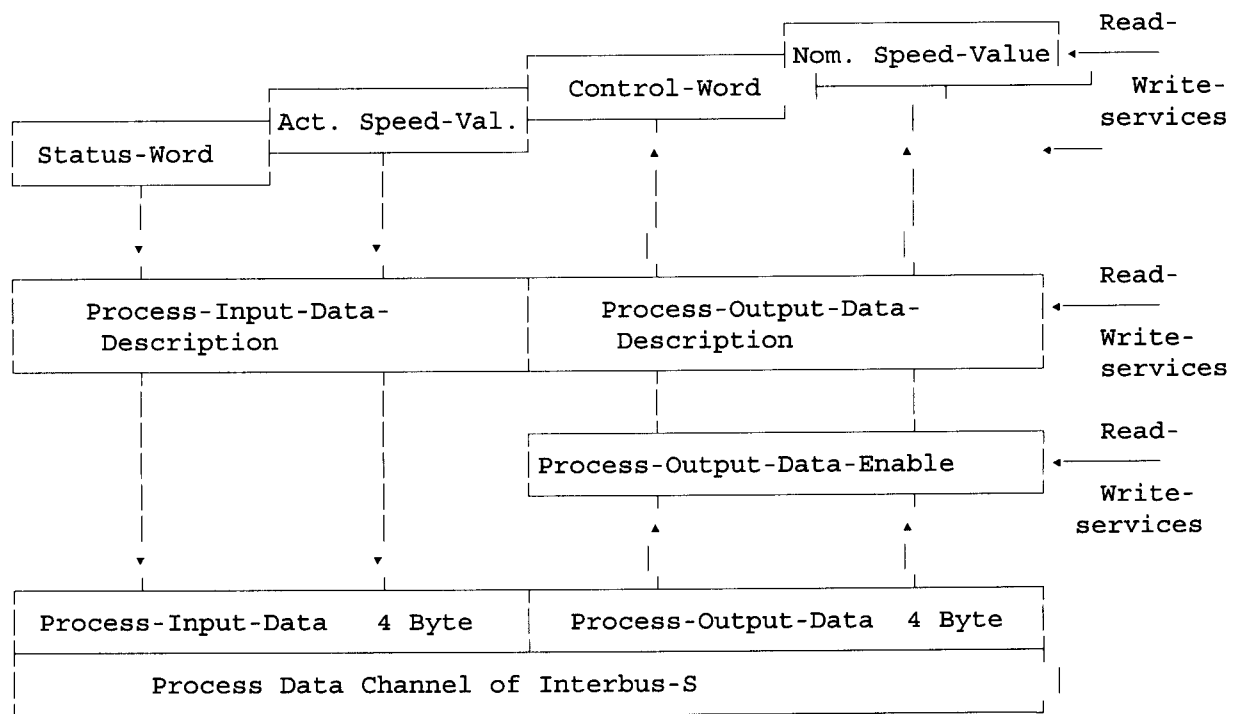 Read-
Nom. Speed-Value
Control-Word
Write-
services
Act. Speed-Val.
Status-Word
Process-Input-Data-
Description
Process-Output-Data-
Description
Read-
Write-
services
Process-Output-Data-Enable
Read-
Write-
services
Process-Input-Data 4 Byte
Process-Output-Data 4 Byte
Process Data Channel of Interbus-S